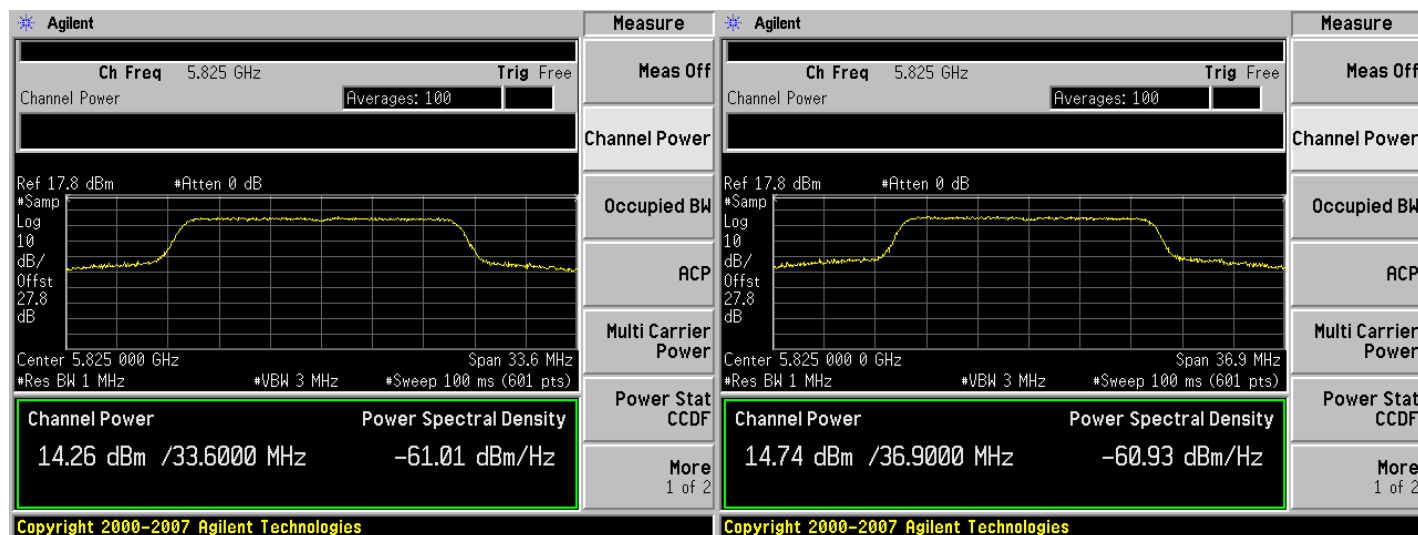 Agilent
Measure
Ch Freq 5.825 GHz Trig Free
Meas Off
Channel Power Averages: 100
Channel Power
Ref 17.8 dBm #Atten 0 dB
#Samp
Log
10
dB/
Offst
27.8
dB
Occupied BW
ACP
Multi Carrier
Power
Center 5.825 000 GHz Span 33.6 MHz
#Res BW 1 MHz #VBW 3 MHz #Sweep 100 ms (601 pts)
Power Stat
CCDF
Channel Power Power Spectral Density
14.26 dBm /33.6000 MHz -61.01 dBm/Hz
More
1 of 2
Copyright 2000-2007 Agilent Technologies
Agilent
Measure
Ch Freq 5.825 GHz Trig Free
Meas Off
Channel Power Averages: 100
Channel Power
Ref 17.8 dBm #Atten 0 dB
#Samp
Log
10
dB/
Offst
27.8
dB
Occupied BW
ACP
Multi Carrier
Power
Center 5.825 000 0 GHz Span 36.9 MHz
#Res BW 1 MHz #VBW 3 MHz #Sweep 100 ms (601 pts)
Power Stat
CCDF
Channel Power Power Spectral Density
14.74 dBm /36.9000 MHz -60.93 dBm/Hz
More
1 of 2
Copyright 2000-2007 Agilent Technologies